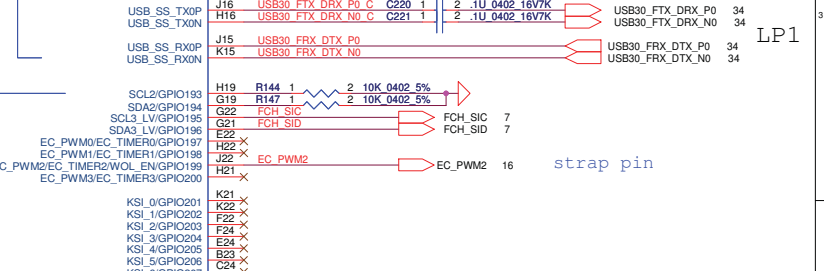 USB_SS_TX0P J16 USB30_FTX_DRX_P0_C C220 1 2 .1U_0402_16V7K USB30_FTX_DRX_P0 34
USB_SS_TX0N H16 USB30_FTX_DRX_N0_C C221 1 2 .1U_0402_16V7K USB30_FTX_DRX_N0 34
LP1
3
USB_SS_RX0P J15 USB30_FRX_DTX_P0 USB30_FRX_DTX_P0 34
USB_SS_RX0N K15 USB30_FRX_DTX_N0 USB30_FRX_DTX_N0 34
SCL2/GPIO193 H19 R144 1 2 10K_0402_5%
SDA2/GPIO194 G19 R147 1 2 10K_0402_5%
SCL3_LV/GPIO195 G22 FCH_SIC FCH_SIC 7
SDA3_LV/GPIO196 G21 FCH_SID FCH_SID 7
EC_PWM0/EC_TIMER0/GPIO197 E22
EC_PWM1/EC_TIMER1/GPIO198 H22
C_PWM2/EC_TIMER2/WOL_EN/GPIO199 J22 EC_PWM2 EC_PWM2 16 strap pin
EC_PWM3/EC_TIMER3/GPIO200 H21
KSI_0/GPIO201 K21
KSI_1/GPIO202 K22
KSI_2/GPIO203 F22
KSI_3/GPIO204 F24
KSI_4/GPIO205 E24
KSI_5/GPIO206 B23
C24